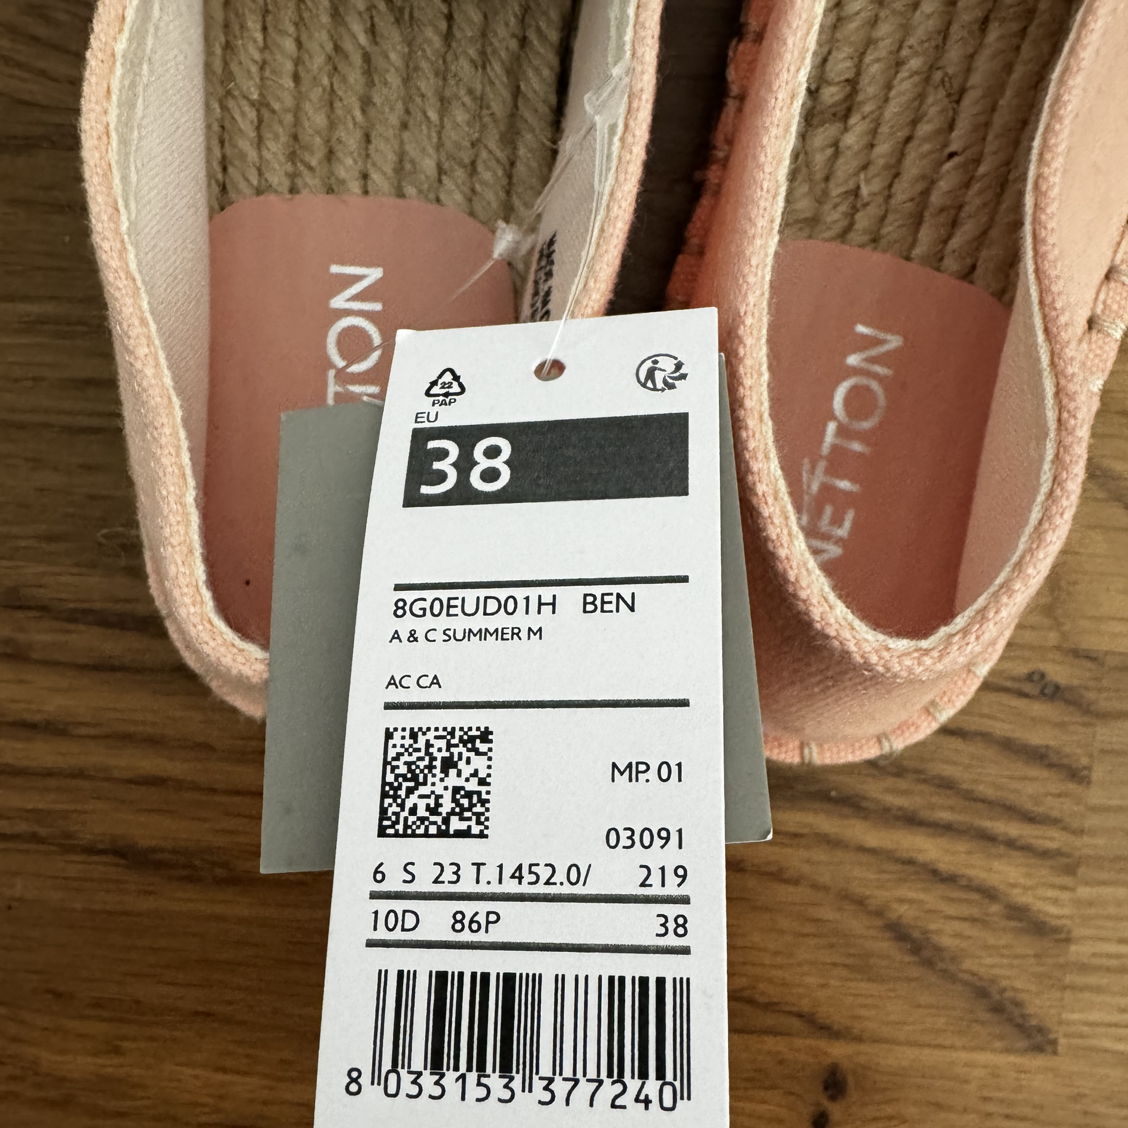 TTON
NETTON
22
PAP
EU
38
8G0EUD01H BEN
A & C SUMMER M
AC CA
MP. 01
03091
6 S 23 T.1452.0/ 219
10D 86P 38
8 033153 377240